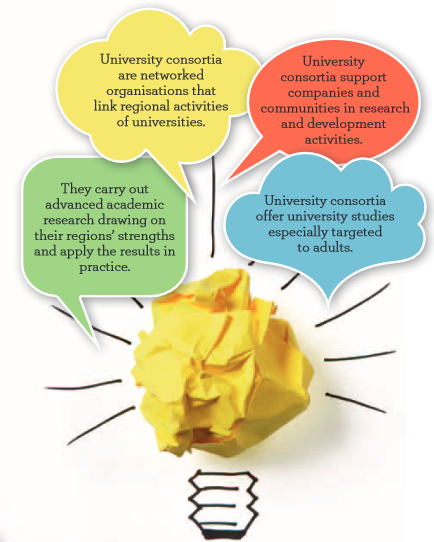 University consortia
are networked
organisations that
link regional activities
of universities.
University
consortia support
companies and
communities in research
and development
activities.
They carry out
advanced academic
research drawing on
their regions' strengths
and apply the results in
practice.
University consortia
offer university studies
especially targeted
to adults.